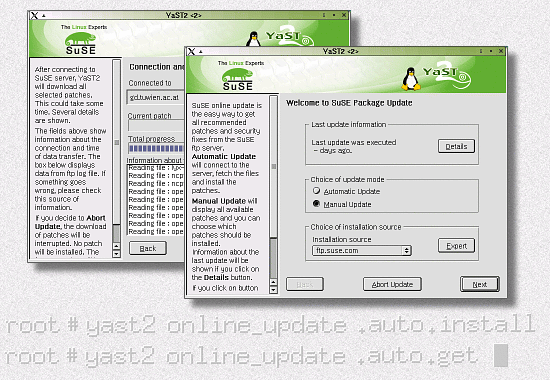 YaST2 <2>
The Linux Experts
SuSE
YaST
After connecting to
SuSE server, YaST2
will download all
selected patches.
This could take some
time. Several details
are shown.
The fields above show
information about the
connection and time
of data transfer. The
box below displays
data from ftp log file. If
something goes
wrong, please check
this source of
information.
If you decide to Abort
Update, the download
of patches will be
interrupted. No patch
will be installed. The
Connection and
Connected to
gd.tuwien.ac.at
Current patch
Total progress
Information about
Reading file :
Reading file : ncp
Reading file : ncp
Reading file : ope
Reading file : ope
Reading file : ope
Reading file : ope
Back
YaST2 <2>
The Linux Experts
SuSE
YaST2
SuSE online update is
the easy way to get
all recommended
patches and security
fixes from the SuSE
ftp server.
Automatic Update
will connect to the
server, fetch the files
and install the
patches.
Manual Update will
display all available
patches and you can
choose which
patches should be
installed.
Information about the
last update will be
shown if you click on
the Details button.
If you click on button
Welcome to SuSE Package Update
Last update information
Last update was executed
- days ago.
Details
Choice of update mode
Automatic Update
Manual Update
Choice of installation source
Installation source
ftp.suse.com
Expert
Back
Abort Update
Next
root # yast2 online_update .auto.install
root # yast2 online_update .auto.get